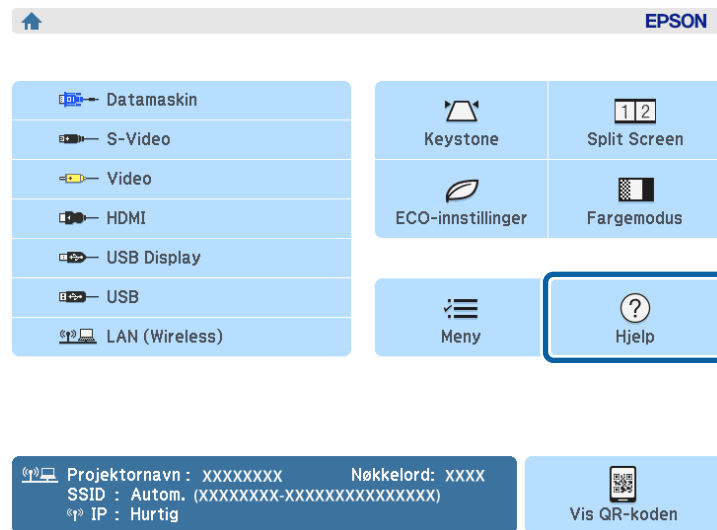 EPSON
Datamaskin
S-Video
Video
HDMI
USB Display
USB
LAN (Wireless)
Keystone
1 2
Split Screen
ECO-innstillinger
Fargemodus
Meny
?
Hjelp
Projektornavn : XXXXXXXX Nøkkelord: XXXX
SSID : Autom. (XXXXXXXX-XXXXXXXXXXXXXXX)
IP : Hurtig
Vis QR-koden